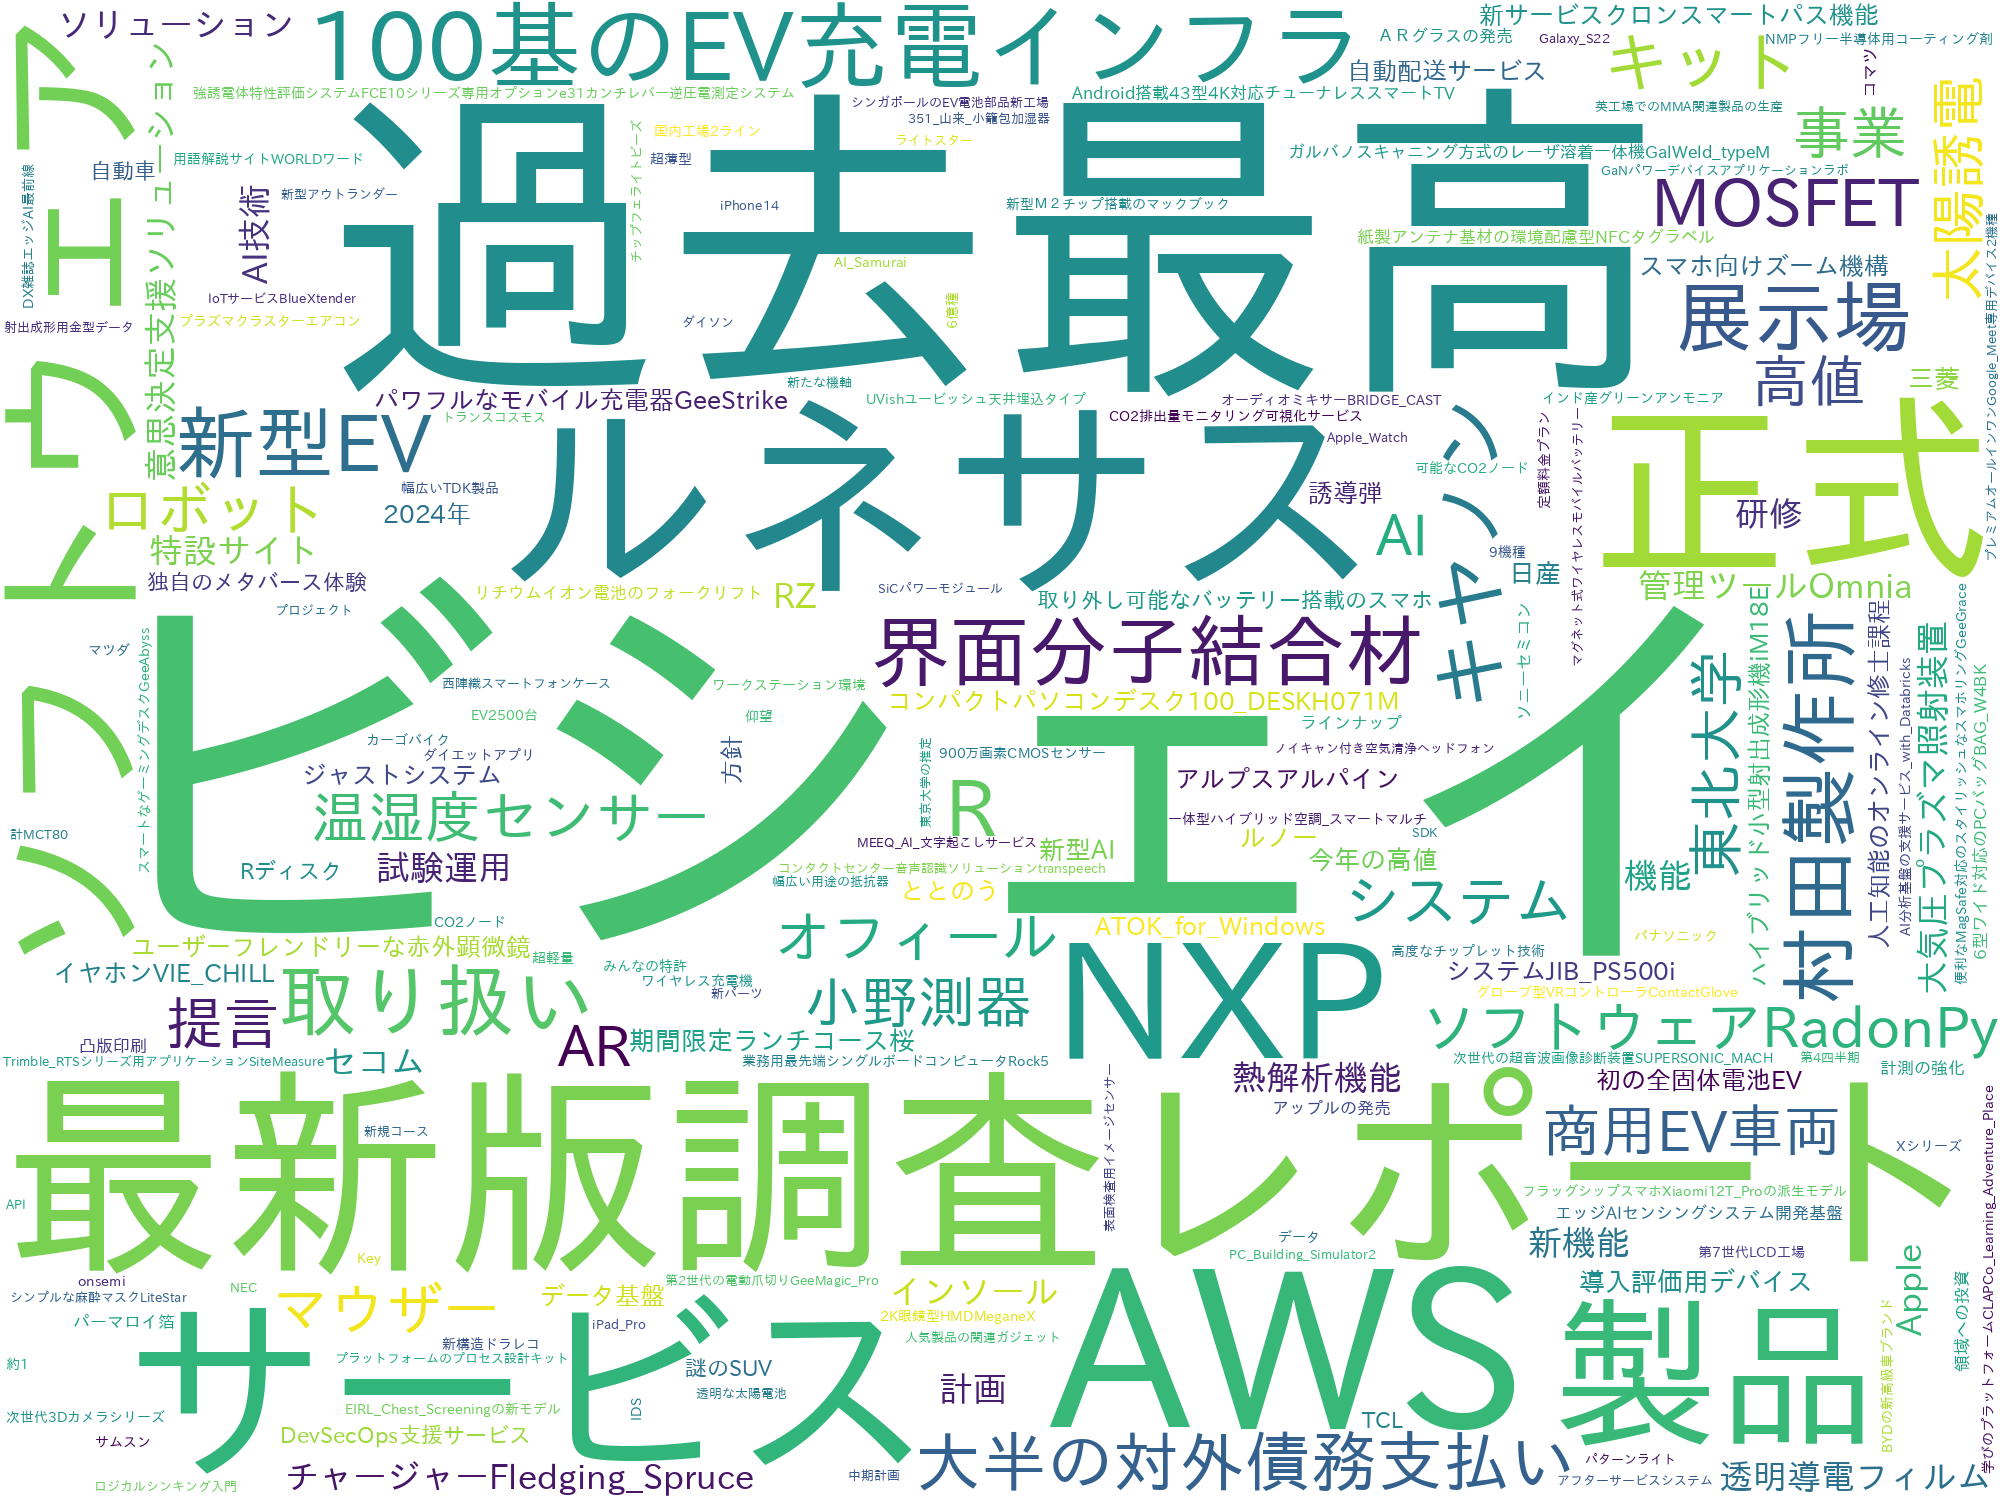 ソリューション
100基のEV充電インフラ
ARグラスの発売
新サービスクロンスマートパス機能
Galaxy_S22
NMPフリー半導体用コーティング剤
キット
コマツ
自動配送サービス
太陽誘電
ソフトウェア
意思決定支援ソリューション
強誘電体特性評価システムFCE10シリーズ専用オプションe31カンチレバー逆圧電測定システム
シンガポールのEV電池部品新工場
Android搭載43型4K対応チューナレススマートTV
英工場でのMMA関連製品の生産
351_山来_小籠包加湿器
事業
国内工場2ライン
ライトスター
過去最高
用語解説サイトWORLDワード
超薄型
チップフェライトビーズ
ガルバノスキャニング方式のレーザ溶着一体機GalWeld_typeM
GaNパワーデバイスアプリケーションラボ
自動車
DX雑誌エッジAI最前線
AI技術
新型アウトランダー
iPhone14
新型M2チップ搭載のマックブック
MOSFET
紙製アンテナ基材の環境配慮型NFCタグラベル
プレミアムオールインワンGoogle_Meet専用デバイス2機種
AI_Samurai
スマホ向けズーム機構
IoTサービスBlueXtender
6億種
展示場
射出成形用金型データ
プラズマクラスターエアコン
ダイソン
高値
三菱
新たな機軸
パワフルなモバイル充電器GeeStrike
UVishユービッシュ天井埋込タイプ
オーディオミキサーBRIDGE_CAST
インド産グリーンアンモニア
新型EV
トランスコスモス
CO2排出量モニタリング可視化サービス
定額料金プラン
マグネット式ワイヤレスモバイルバッテリー
正式
Apple_Watch
ルネサス
キヤノン
可能なCO2ノード
ロボット
幅広いTDK製品
誘導弾
2024年
研修
AI
特設サイト
9機種
日産
独自のメタバース体験
リチウムイオン電池のフォークリフト
RZ
SiCパワーモジュール
取り外し可能なバッテリー搭載のスマホ
管理ツールOmnia
プロジェクト
ビシェイ
界面分子結合材
ソニーセミコン
ハイブリッド小型射出成形機iM18E
村田製作所
人工知能のオンライン修士課程
大気圧プラズマ照射装置
便利なMagSafe対応のスタイリッシュなスマホリングGeeGrace
マツダ
スマートなゲーミングデスクGeeAbyss
西陣織スマートフォンケース
ワークステーション環境
コンパクトパソコンデスク100_DESKH071M
東北大学
AI分析基盤の支援サービス_with_Databricks
6型ワイド対応のPCバッグBAG_W4BK
EV2500台
仰望
ラインナップ
カーゴバイク
ダイエットアプリ
方針
東京大学の推定
900万画素CMOSセンサー
ノイキャン付き空気清浄ヘッドフォン
ジャストシステム
R
アルプスアルパイン
温湿度センサー
一体型ハイブリッド空調_スマートマルチ
計MCT80
MEEQ_AI_文字起こしサービス
新型AI
ルノー
SDK
Rディスク
試験運用
コンタクトセンター音声認識ソリューションtranspeech
今年の高値
幅広い用途の抵抗器
ととのう
システム
機能
CO2ノード
オフィール
ATOK_for_Windows
ユーザーフレンドリーな赤外顕微鏡
パナソニック
超軽量
みんなの特許
NXP
高度なチップレット技術
イヤホンVIE_CHILL
取り扱い
ワイヤレス充電機
新パーツ
小野測器
システムJIB_PS500i
グローブ型VRコントローラContactGlove
提言
AR
期間限定ランチコース桜
ソフトウェアRadonPy
凸版印刷
Trimble_RTSシリーズ用アプリケーションSiteMeasure
セコム
業務用最先端シングルボードコンピュータRock5
次世代の超音波画像診断装置SUPERSONIC_MACH
第4四半期
計測の強化
熱解析機能
初の全固体電池EV
表面検査用イメージセンサー
アップルの発売
最新版調査レポート
商用EV車両
学びのプラットフォームCLAPCo_Learning_Adventure_Place
新規コース
Xシリーズ
フラッグシップスマホXiaomi12T_Proの派生モデル
API
エッジAIセンシングシステム開発基盤
データ
新機能
第7世代LCD工場
Key
PC_Building_Simulator2
Apple
onsemi
NEC
第2世代の電動爪切りGeeMagic_Pro
AWS
導入評価用デバイス
領域への投資
シンプルな麻酔マスクLiteStar
マウザー
データ基盤
インソール
BYDの新高級車ブランド
パーマロイ箔
サービス
iPad_Pro
2K眼鏡型HMDMeganeX
製品
新構造ドラレコ
人気製品の関連ガジェット
約1
プラットフォームのプロセス設計キット
謎のSUV
計画
透明な太陽電池
次世代3Dカメラシリーズ
EIRL_Chest_Screeningの新モデル
IDS
TCL
サムスン
DevSecOps支援サービス
大半の対外債務支払い
パターンライト
ロジカルシンキング入門
チャージャーFledging_Spruce
中期計画
アフターサービスシステム
透明導電フィルム